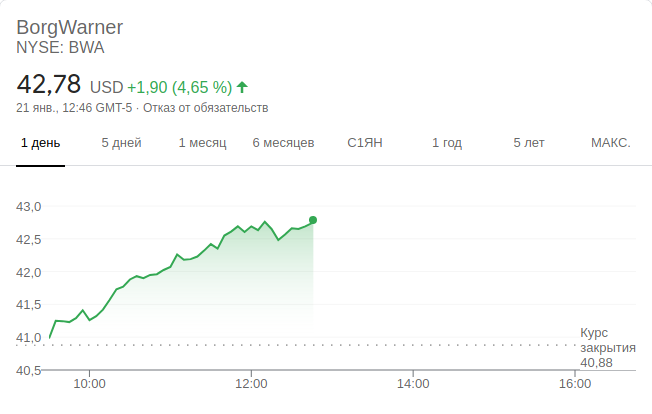 BorgWarner
NYSE: BWA
42,78 USD +1,90 (4,65 %)
21 янв., 12:46 GMT-5 · Отказ от обязательств
1 день 5 дней 1 месяц 6 месяцев С1ЯН 1 год 5 лет МАКС.
43,0
42,5
42,0
41,5
41,0
40,5
Курс
закрытия
40,88
10:00 12:00 14:00 16:00